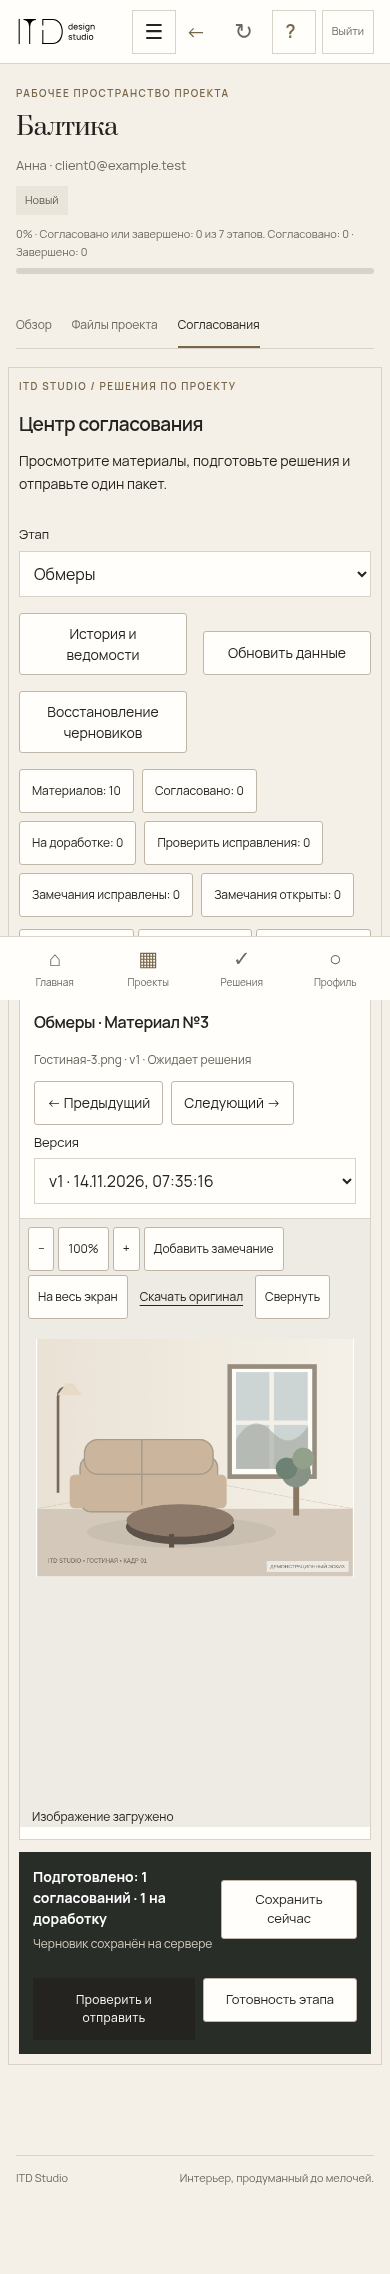 ITD design
studio
☰ ← ↻ ? Выйти
РАБОЧЕЕ ПРОСТРАНСТВО ПРОЕКТА
Балтика
Анна · client0@example.test
Новый
0% · Согласовано или завершено: 0 из 7 этапов. Согласовано: 0 ·
Завершено: 0
Обзор Файлы проекта Согласования
ITD STUDIO / РЕШЕНИЯ ПО ПРОЕКТУ
Центр согласования
Просмотрите материалы, подготовьте решения и
отправьте один пакет.
Этап
Обмеры
История и
ведомости
Обновить данные
Восстановление
черновиков
Материалов: 10 Согласовано: 0
На доработке: 0 Проверить исправления: 0
Замечания исправлены: 0 Замечания открыты: 0
Главная Проекты Решения Профиль
Обмеры · Материал №3
Гостиная-3.png · v1 · Ожидает решения
← Предыдущий Следующий →
Версия
v1 · 14.11.2026, 07:35:16
− 100% + Добавить замечание
На весь экран Скачать оригинал Свернуть
ITD STUDIO • ГОСТИНАЯ • КАДР 01
ДЕМОНСТРАЦИОННЫЙ ЭСКИЗ
Изображение загружено
Подготовлено: 1
согласований · 1 на
доработку
Черновик сохранён на сервере
Сохранить
сейчас
Проверить и
отправить
Готовность этапа
ITD Studio Интерьер, продуманный до мелочей.